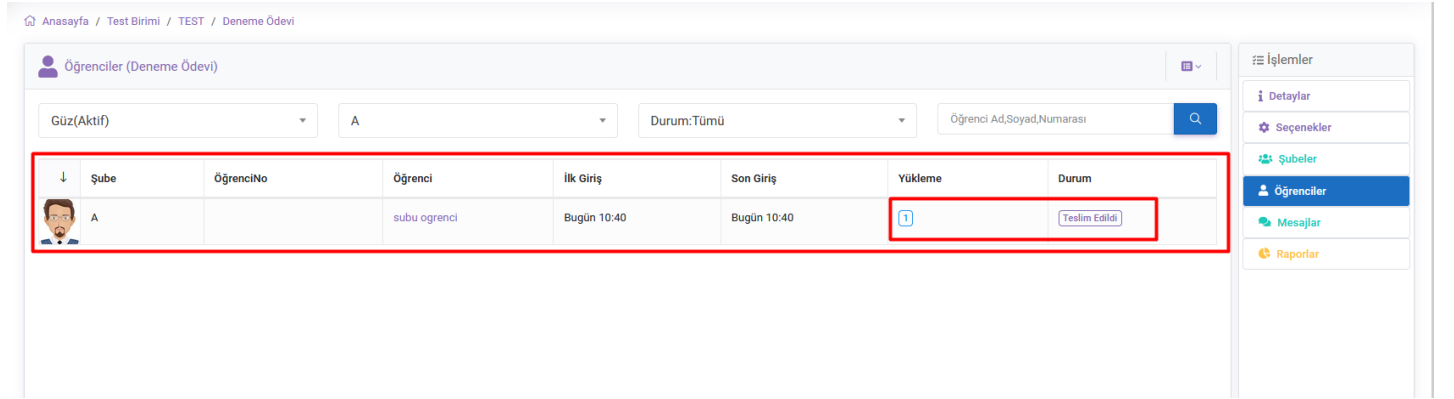 Anasayfa / Test Birimi / TEST / Deneme Ödevi
Öğrenciler (Deneme Ödevi)
Güz(Aktif)
A
Durum:Tümü
Öğrenci Ad,Soyad,Numarası
Şube ÖğrenciNo Öğrenci İlk Giriş Son Giriş Yükleme Durum
A subu ogrenci Bugün 10:40 Bugün 10:40 1 Teslim Edildi
İşlemler
Detaylar
Seçenekler
Şubeler
Öğrenciler
Mesajlar
Raporlar